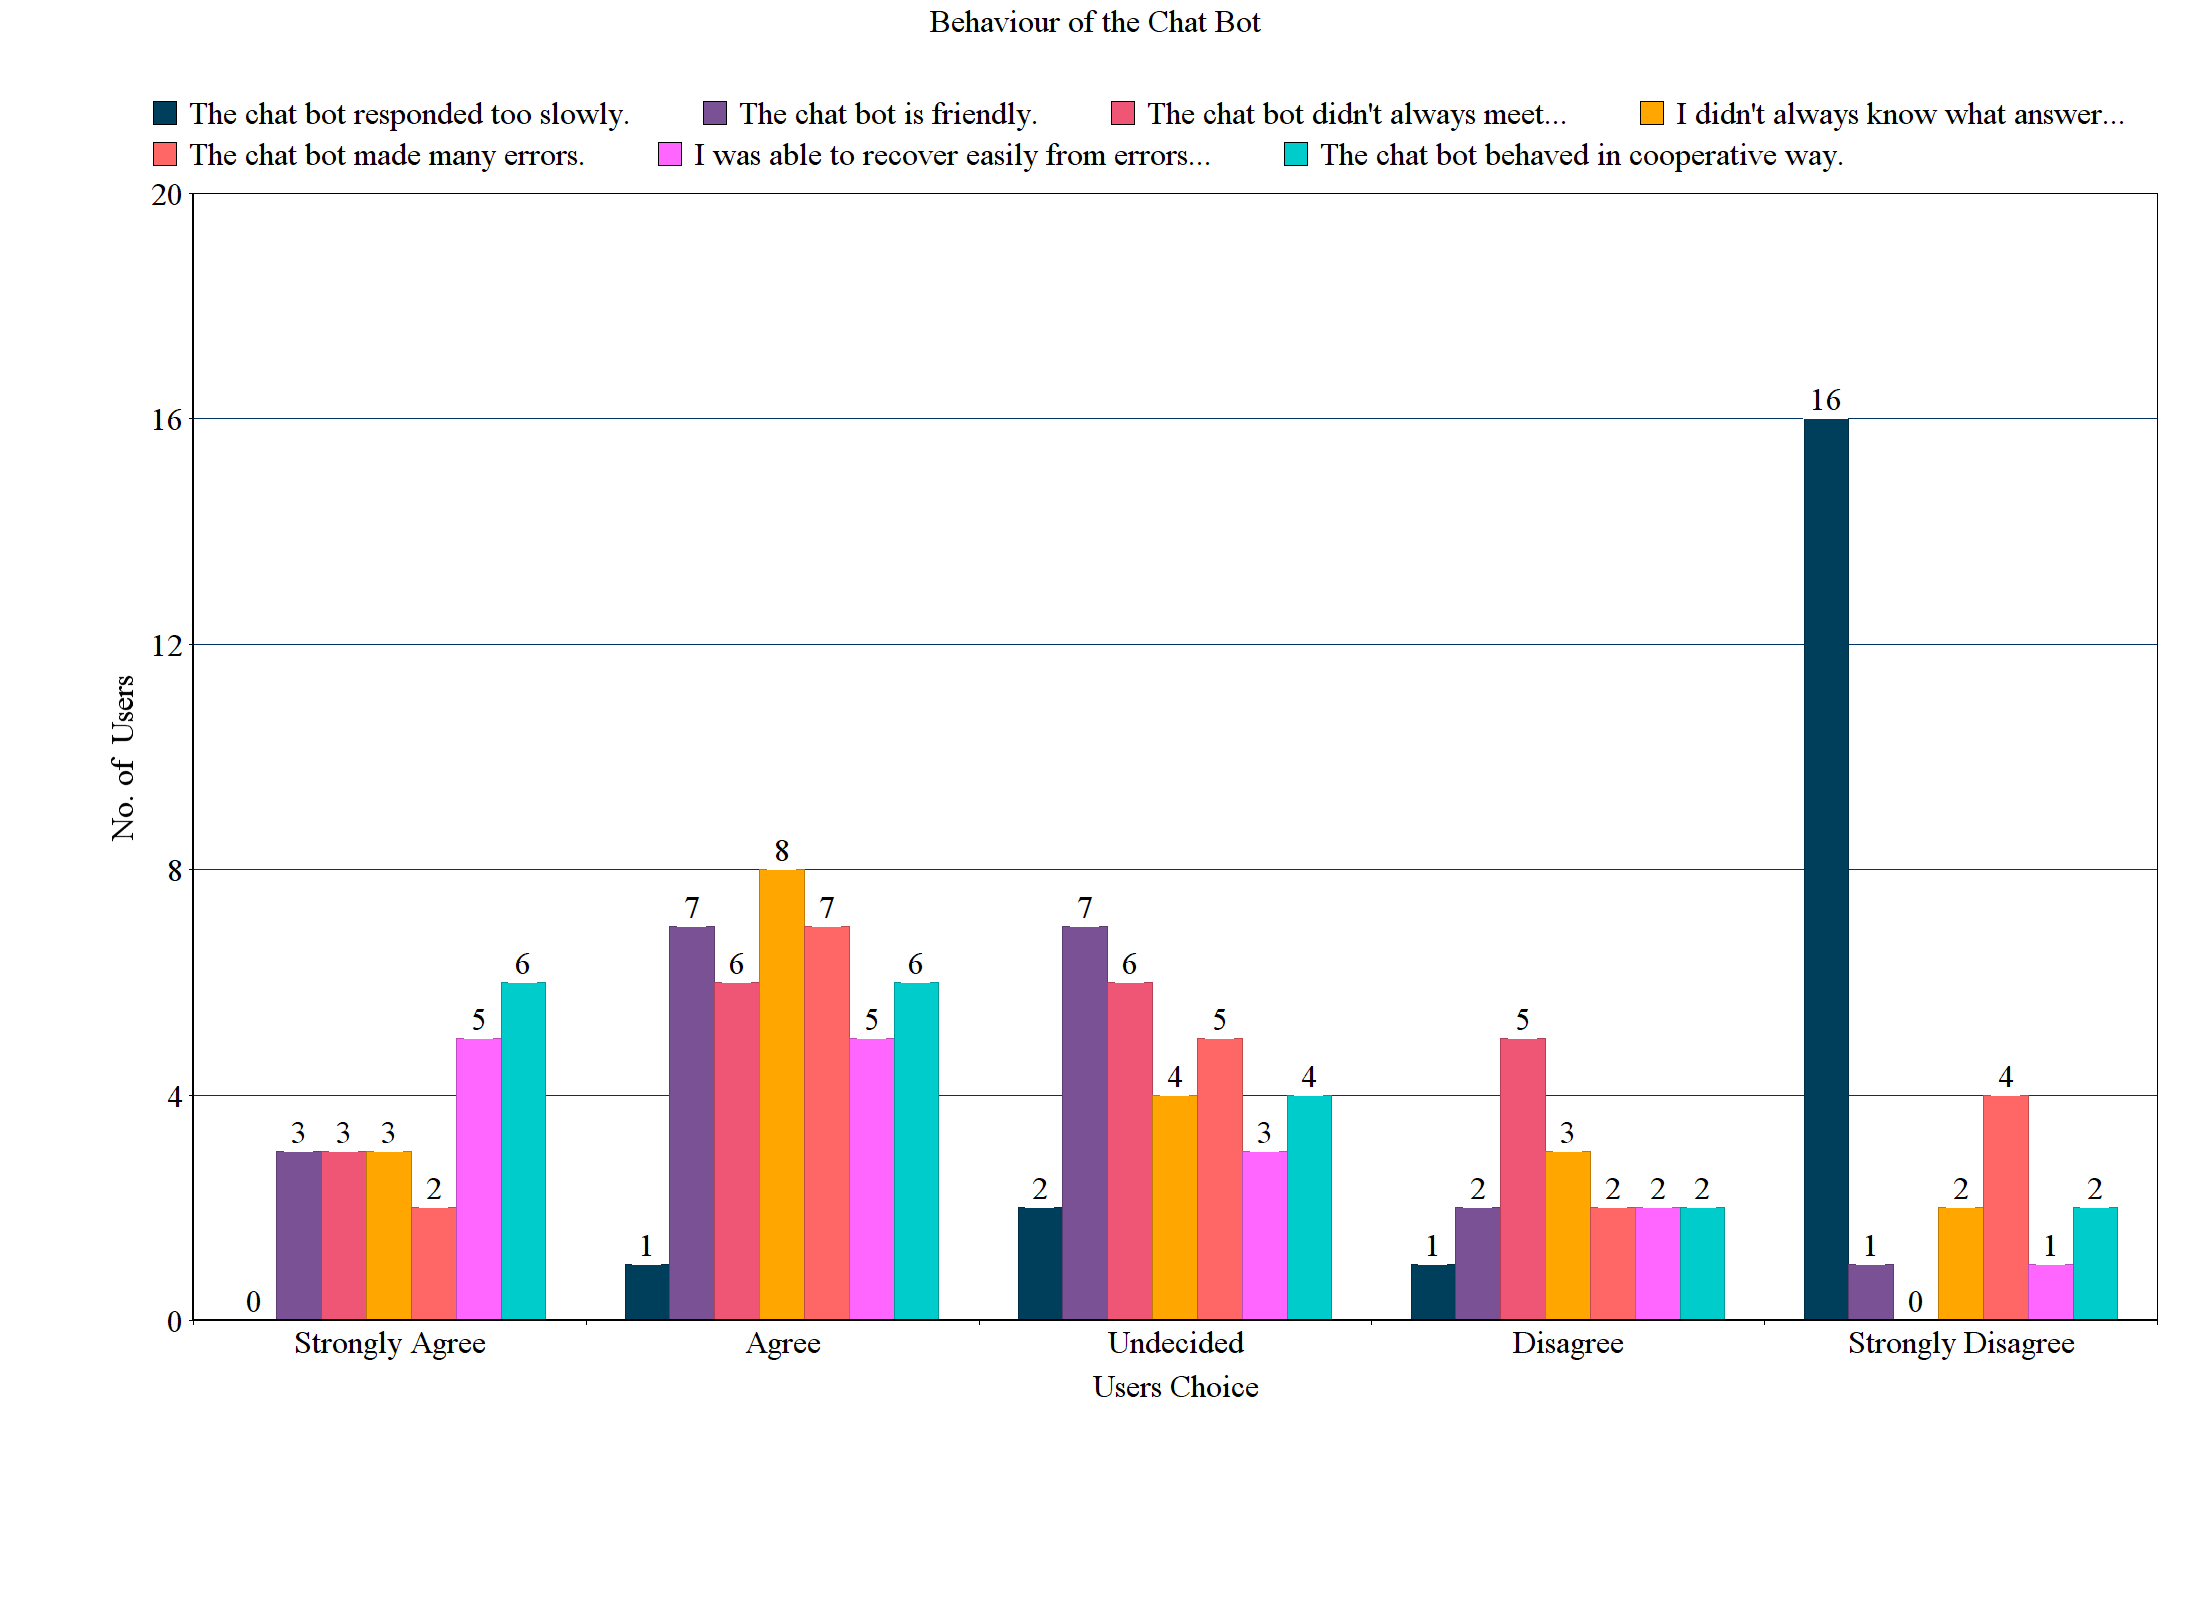 Behaviour of the Chat Bot
The chat bot responded too slowly. The chat bot is friendly. The chat bot didn't always meet... I didn't always know what answer...
The chat bot made many errors. I was able to recover easily from errors... The chat bot behaved in cooperative way.
20
16
12
8
4
0
No. of Users
0 3 3 3 2 5 6
1 7 6 8 7 5 6
2 7 6 4 5 3 4
1 2 5 3 2 2 2
16 1 0 2 4 1 2
Strongly Agree Agree Undecided Disagree Strongly Disagree
Users Choice